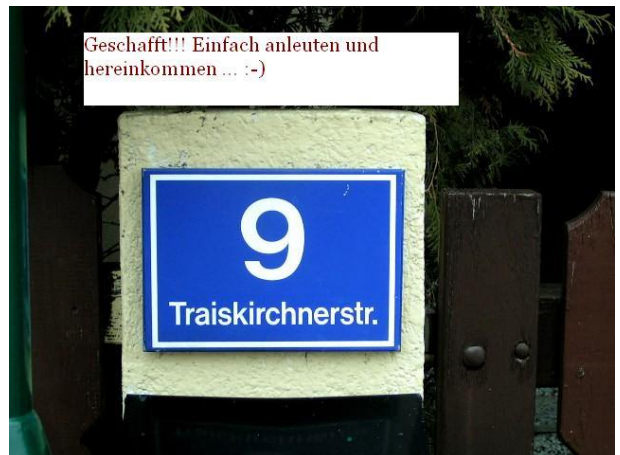 Geschafft!!! Einfach anleuten und
hereinkommen ... :-)
9
Traiskirchnerstr.